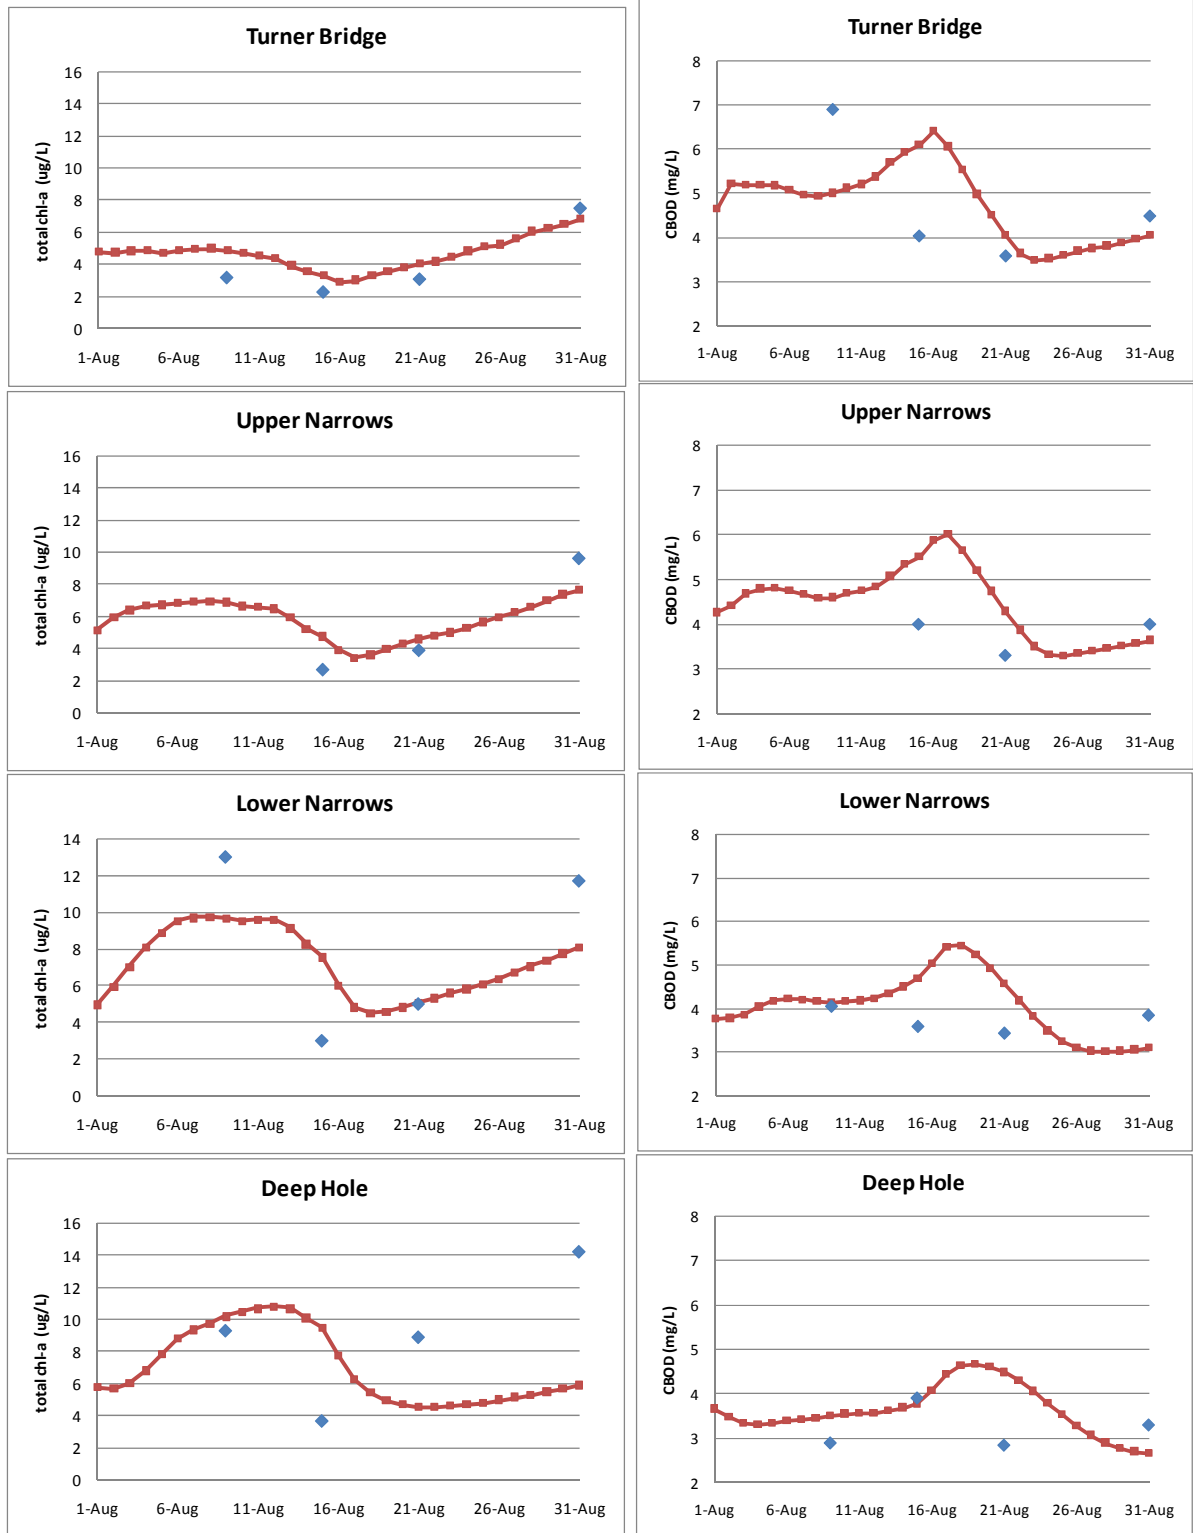 Turner Bridge
total chl-a (ug/L)
16
14
12
10
8
6
4
2
0
1-Aug 6-Aug 11-Aug 16-Aug 21-Aug 26-Aug 31-Aug
Turner Bridge
CBOD (mg/L)
8
7
6
5
4
3
2
1-Aug 6-Aug 11-Aug 16-Aug 21-Aug 26-Aug 31-Aug
Upper Narrows
total chl-a (ug/L)
16
14
12
10
8
6
4
2
0
1-Aug 6-Aug 11-Aug 16-Aug 21-Aug 26-Aug 31-Aug
Upper Narrows
CBOD (mg/L)
8
7
6
5
4
3
2
1-Aug 6-Aug 11-Aug 16-Aug 21-Aug 26-Aug 31-Aug
Lower Narrows
total chl-a (ug/L)
14
12
10
8
6
4
2
0
1-Aug 6-Aug 11-Aug 16-Aug 21-Aug 26-Aug 31-Aug
Lower Narrows
CBOD (mg/L)
8
7
6
5
4
3
2
1-Aug 6-Aug 11-Aug 16-Aug 21-Aug 26-Aug 31-Aug
Deep Hole
total chl-a (ug/L)
16
14
12
10
8
6
4
2
0
1-Aug 6-Aug 11-Aug 16-Aug 21-Aug 26-Aug 31-Aug
Deep Hole
CBOD (mg/L)
8
7
6
5
4
3
2
1-Aug 6-Aug 11-Aug 16-Aug 21-Aug 26-Aug 31-Aug